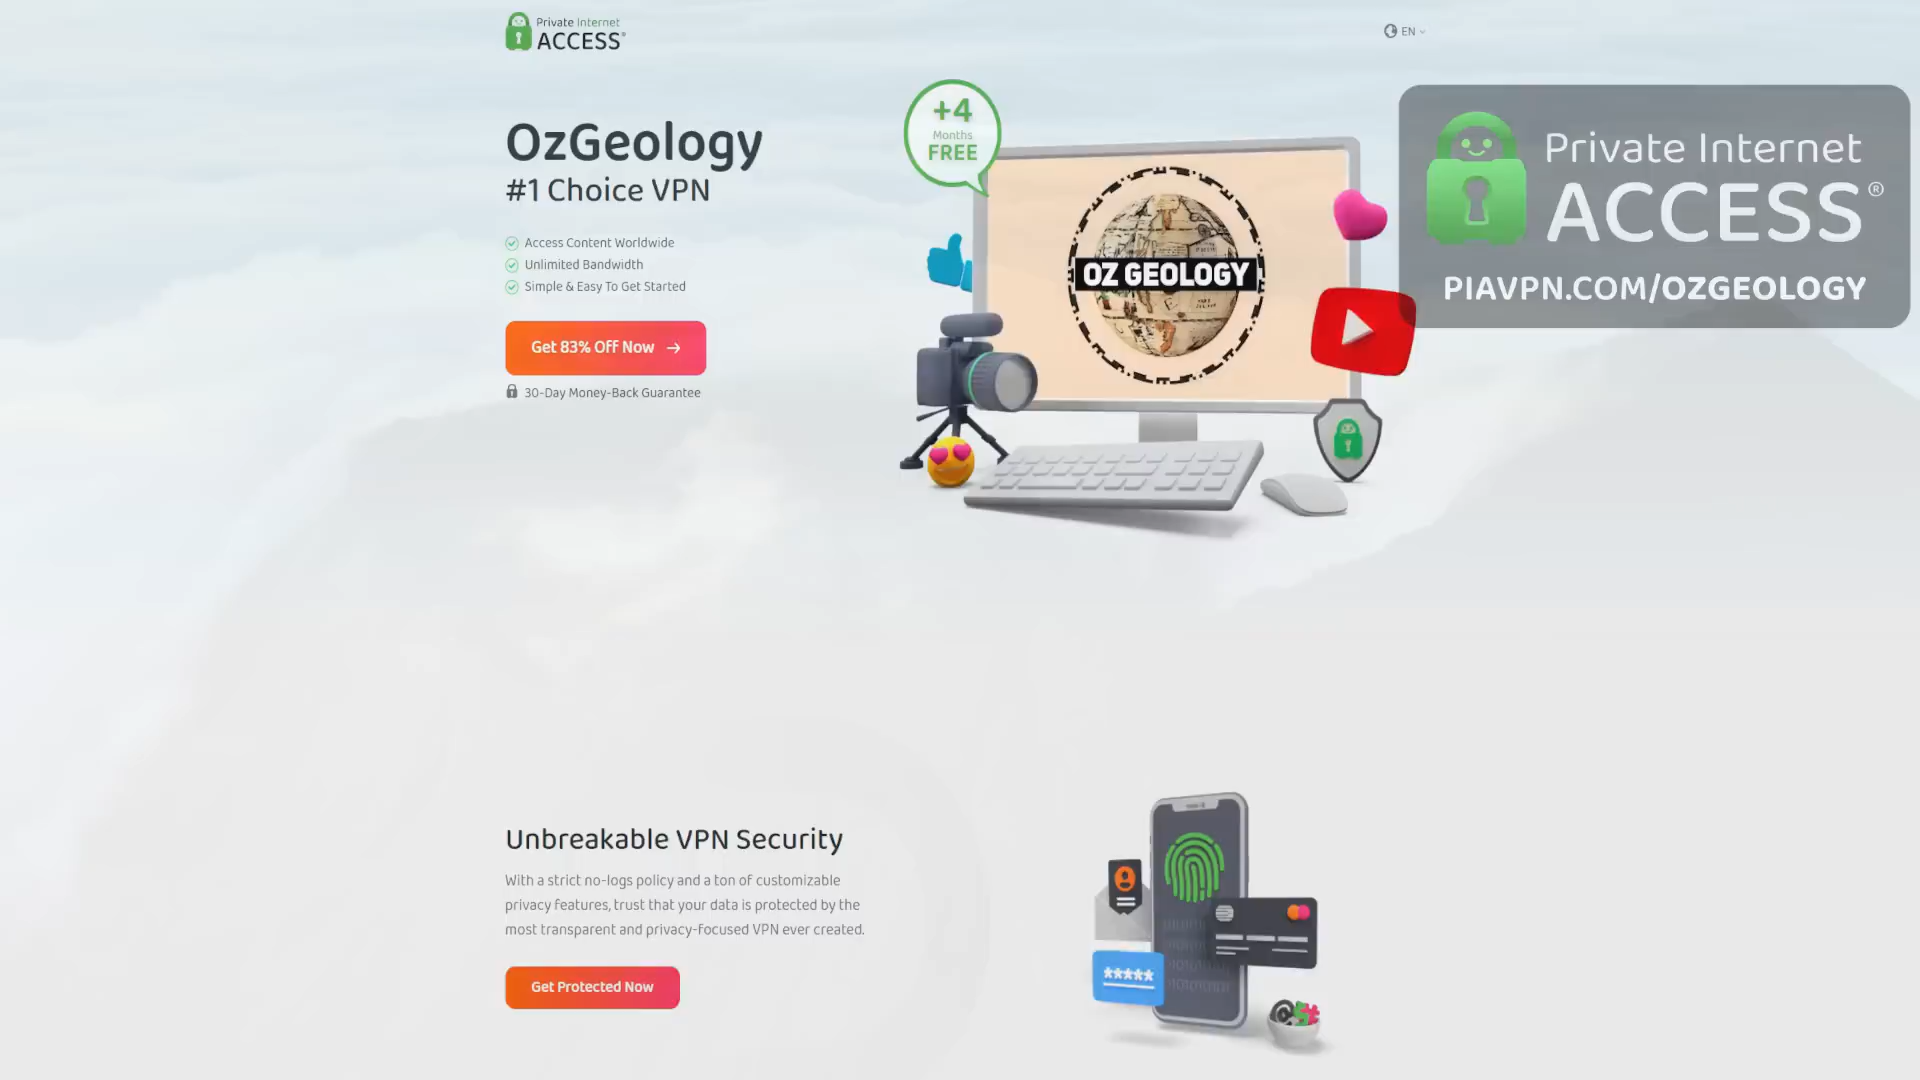 Private Internet
ACCESS®
EN
OzGeology
#1 Choice VPN
Access Content Worldwide
Unlimited Bandwidth
Simple & Easy To Get Started
Get 83% Off Now
30-Day Money-Back Guarantee
+4
Months
FREE
OZ GEOLOGY
Private Internet
ACCESS®
PIAVPN.COM/OZGEOLOGY
Unbreakable VPN Security
With a strict no-logs policy and a ton of customizable
privacy features, trust that your data is protected by the
most transparent and privacy-focused VPN ever created.
Get Protected Now
*****